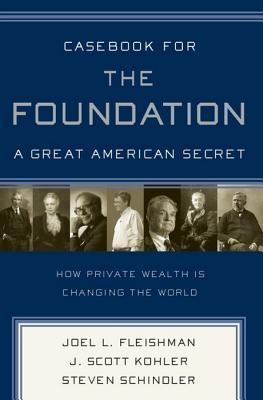 CASEBOOK FOR
THE
FOUNDATION
A GREAT AMERICAN SECRET
HOW PRIVATE WEALTH IS
CHANGING THE WORLD
JOEL L. FLEISHMAN
J. SCOTT KOHLER
STEVEN SCHINDLER